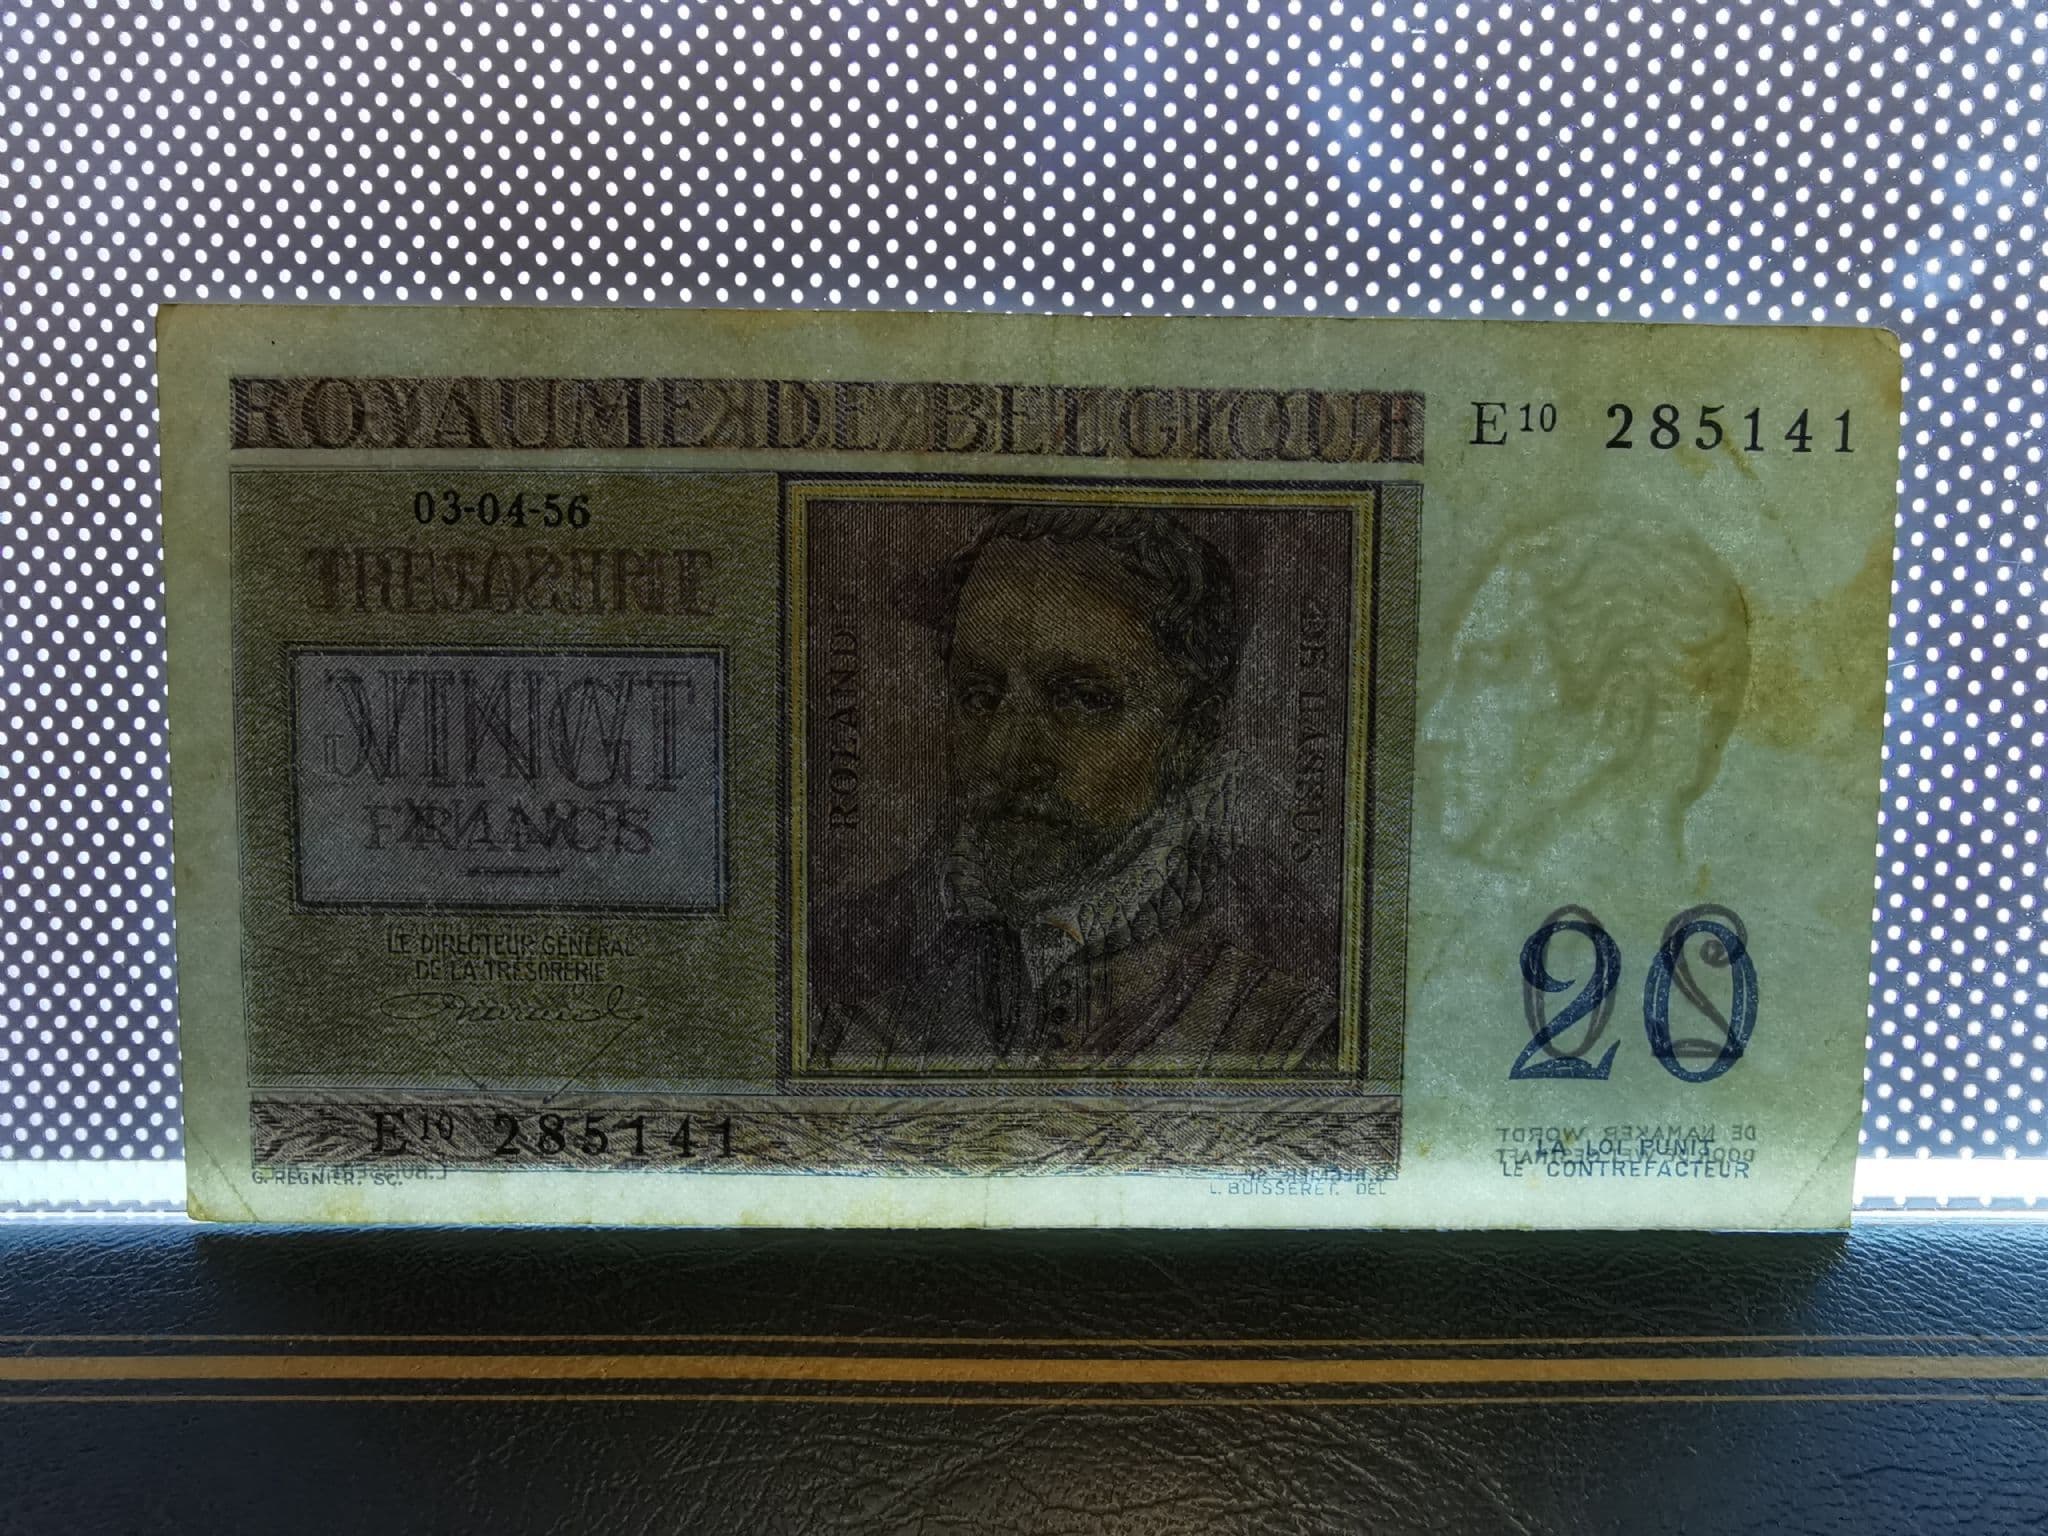 ROYAUME DE BELGIQUE
E10 285141
03-04-56
TRÉSORERIE
VINGT
FRANCS
LE DIRECTEUR GÉNÉRAL
DE LA TRÉSORERIE
ROLAND
DE LASSUS
20
E10 285141
LA LOI PUNIT
LE CONTREFACTEUR
G. REGNIER. SC.
L. BUISSERET. DEL